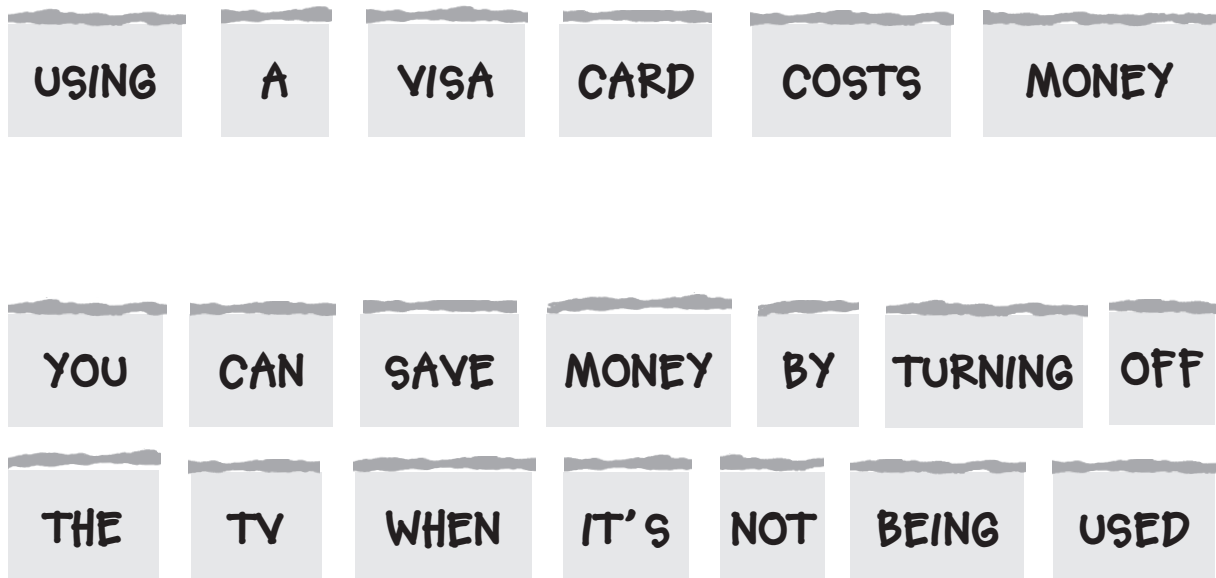 USING A VISA CARD COSTS MONEY
YOU CAN SAVE MONEY BY TURNING OFF
THE TV WHEN IT'S NOT BEING USED